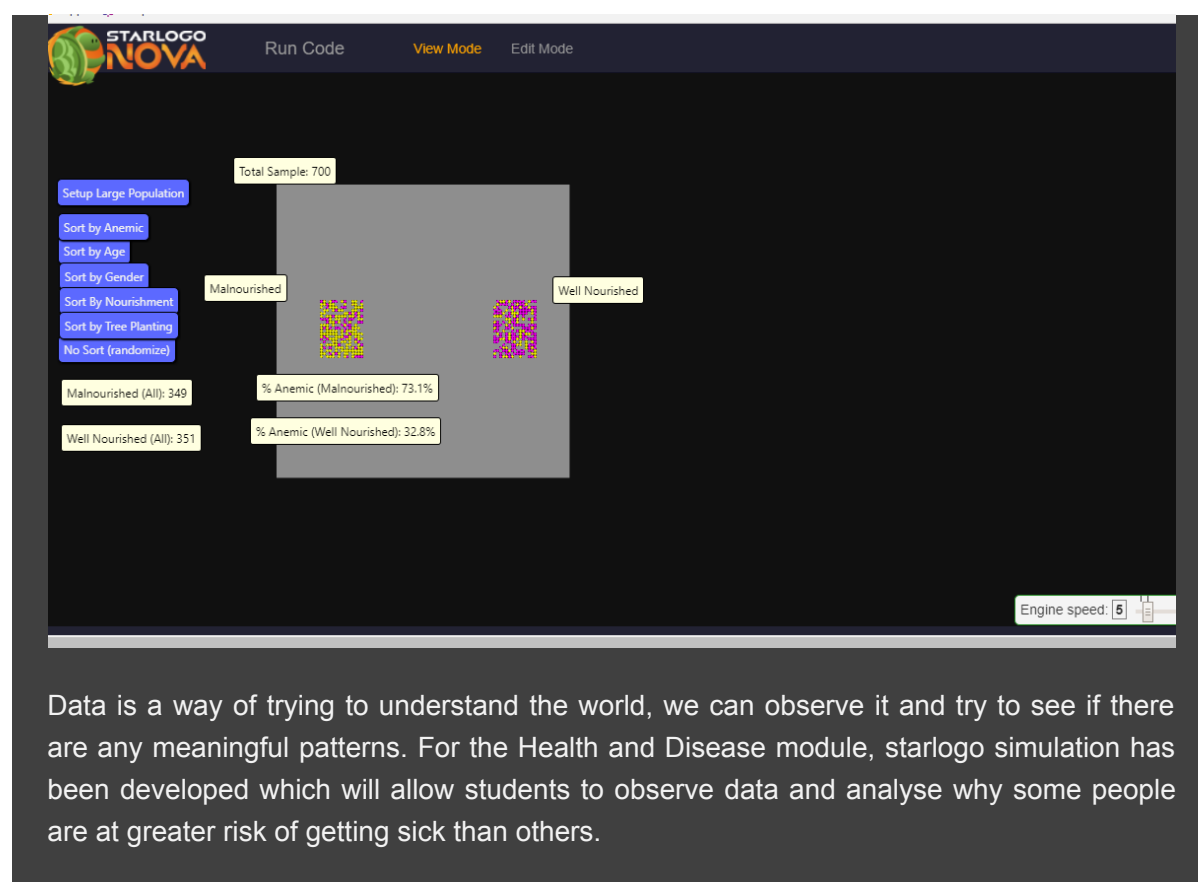 STARLOGO
NOVA
Run Code
View Mode
Edit Mode
Total Sample: 700
Setup Large Population
Sort by Anemic
Sort by Age
Sort by Gender
Malnourished
Well Nourished
Sort By Nourishment
Sort by Tree Planting
No Sort (randomize)
Malnourished (All): 349
% Anemic (Malnourished): 73.1%
Well Nourished (All): 351
% Anemic (Well Nourished): 32.8%
Engine speed: 5
Data is a way of trying to understand the world, we can observe it and try to see if there
are any meaningful patterns. For the Health and Disease module, starlogo simulation has
been developed which will allow students to observe data and analyse why some people
are at greater risk of getting sick than others.